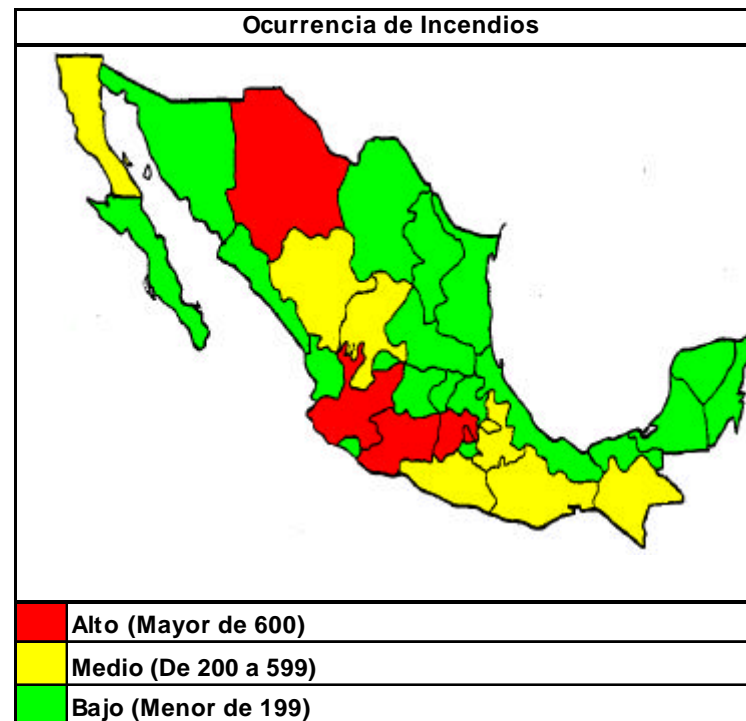 Ocurrencia de Incendios
Alto (Mayor de 600)
Medio (De 200 a 599)
Bajo (Menor de 199)